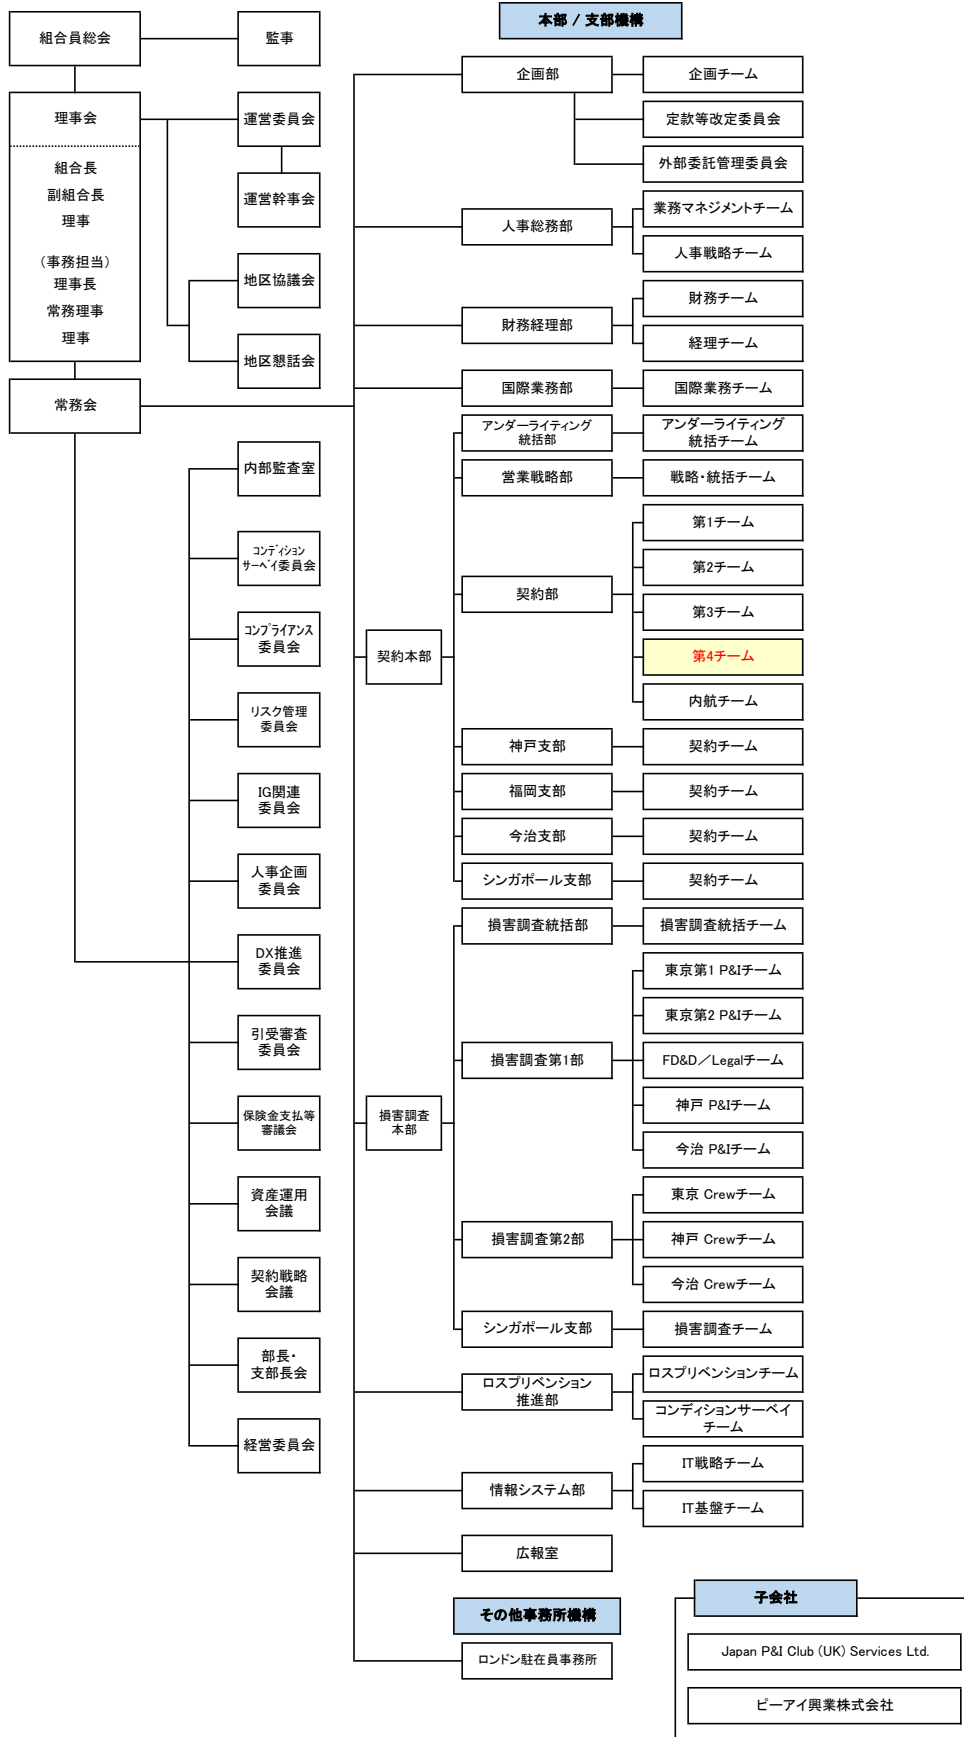 組合員総会
監事
理事会
組合長
副組合長
理事
（事務担当）
理事長
常務理事
理事
運営委員会
運営幹事会
地区協議会
地区懇話会
常務会
内部監査室
コンディション
サーベイ委員会
コンプライアンス
委員会
リスク管理
委員会
IG関連
委員会
人事企画
委員会
DX推進
委員会
引受審査
委員会
保険金支払等
審議会
資産運用
会議
契約戦略
会議
部長・
支部長会
経営委員会
本部 / 支部機構
企画部
企画チーム
定款等改定委員会
外部委託管理委員会
人事総務部
業務マネジメントチーム
人事戦略チーム
財務経理部
財務チーム
経理チーム
国際業務部
国際業務チーム
契約本部
アンダーライティング
統括部
アンダーライティング
統括チーム
営業戦略部
戦略・統括チーム
契約部
第1チーム
第2チーム
第3チーム
第4チーム
内航チーム
神戸支部
契約チーム
福岡支部
契約チーム
今治支部
契約チーム
シンガポール支部
契約チーム
損害調査
本部
損害調査統括部
損害調査統括チーム
損害調査第1部
東京第1 P&Iチーム
東京第2 P&Iチーム
FD&D／Legalチーム
神戸 P&Iチーム
今治 P&Iチーム
損害調査第2部
東京 Crewチーム
神戸 Crewチーム
今治 Crewチーム
シンガポール支部
損害調査チーム
ロスプリベンション
推進部
ロスプリベンションチーム
コンディションサーベイ
チーム
情報システム部
IT戦略チーム
IT基盤チーム
広報室
その他事務所機構
ロンドン駐在員事務所
子会社
Japan P&I Club (UK) Services Ltd.
ピーアイ興業株式会社